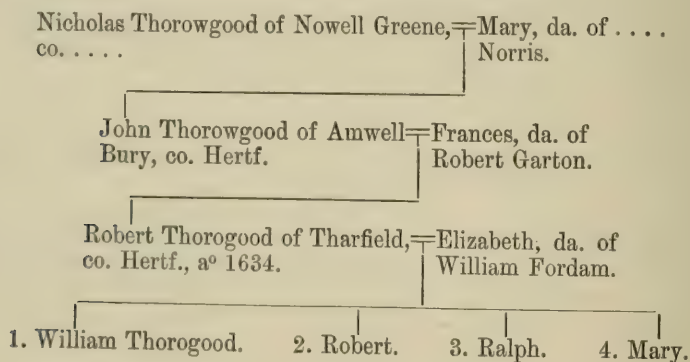 Nicholas Thorowgood of Nowell Greene, Mary, da. of . . . .
co. . . . . Norris.
John Thorowgood of Amwell Frances, da. of
Bury, co. Hertf. Robert Garton.
Robert Thorogood of Tharfield, Elizabeth, da. of
co. Hertf., aº 1634. William Fordam.
1. William Thorogood. 2. Robert. 3. Ralph. 4. Mary.